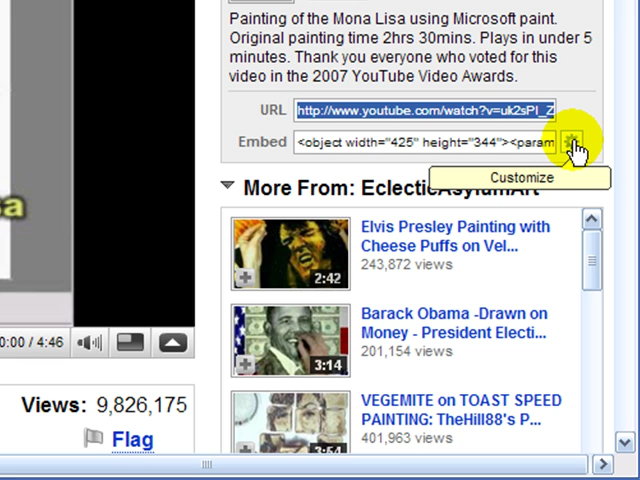 Painting of the Mona Lisa using Microsoft paint.
Original painting time 2hrs 30mins. Plays in under 5
minutes. Thank you everyone who voted for this
video in the 2007 YouTube Video Awards.
URL http://www.youtube.com/watch?v=uk2sPl_Z
Embed <object width="425" height="344"><param
Customize
More From: EclecticAsylumArt
Elvis Presley Painting with
Cheese Puffs on Vel...
243,872 views
2:42
Barack Obama -Drawn on
Money - President Electi...
201,154 views
3:14
VEGEMITE on TOAST SPEED
PAINTING: TheHill88's P...
401,963 views
3:54
sa
0:00 / 4:46
Views: 9,826,175
Flag